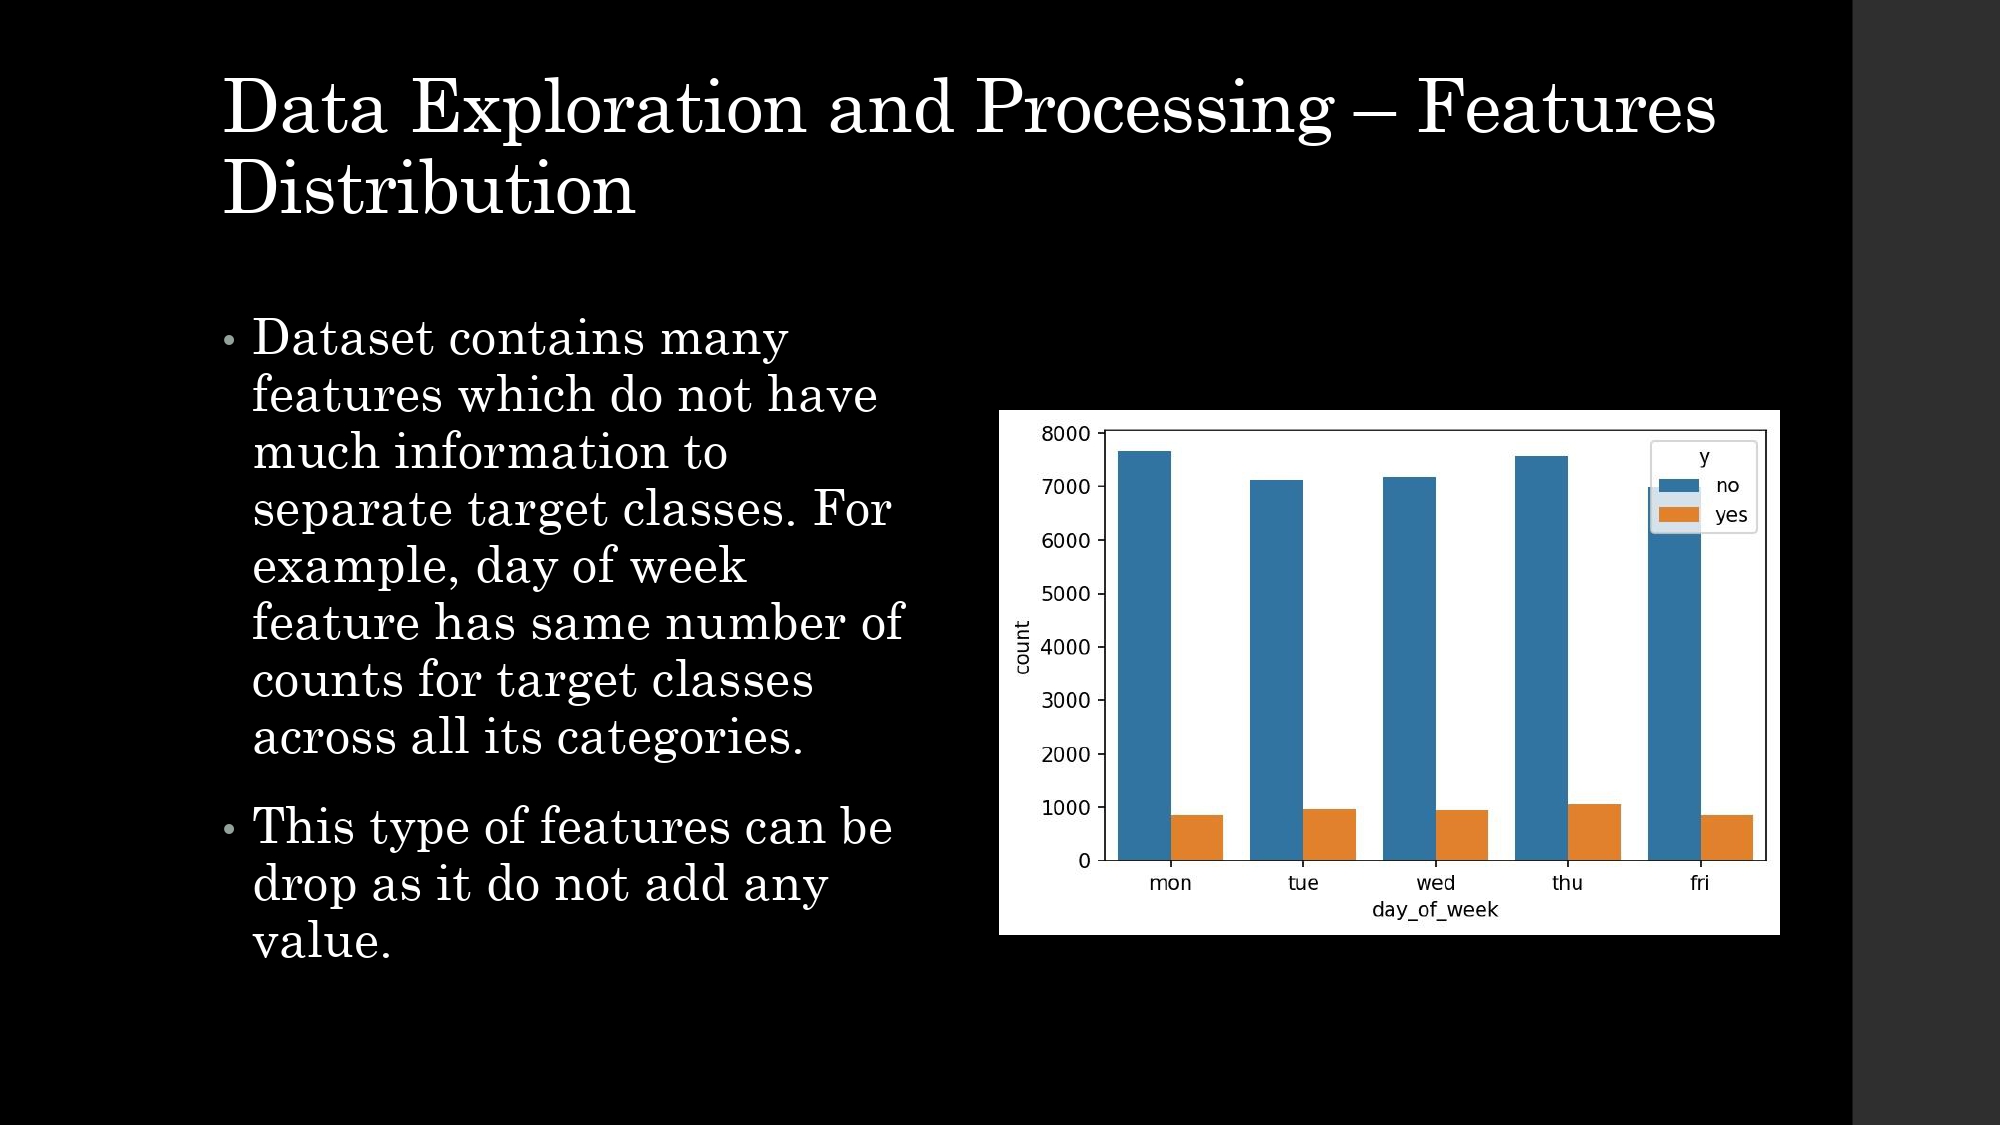 Data Exploration and Processing – Features
Distribution
• Dataset contains many
features which do not have
much information to
separate target classes. For
example, day of week
feature has same number of
counts for target classes
across all its categories.
• This type of features can be
drop as it do not add any
value.
8000
7000
6000
5000
4000
3000
2000
1000
0
count
y
no
yes
mon tue wed thu fri
day_of_week